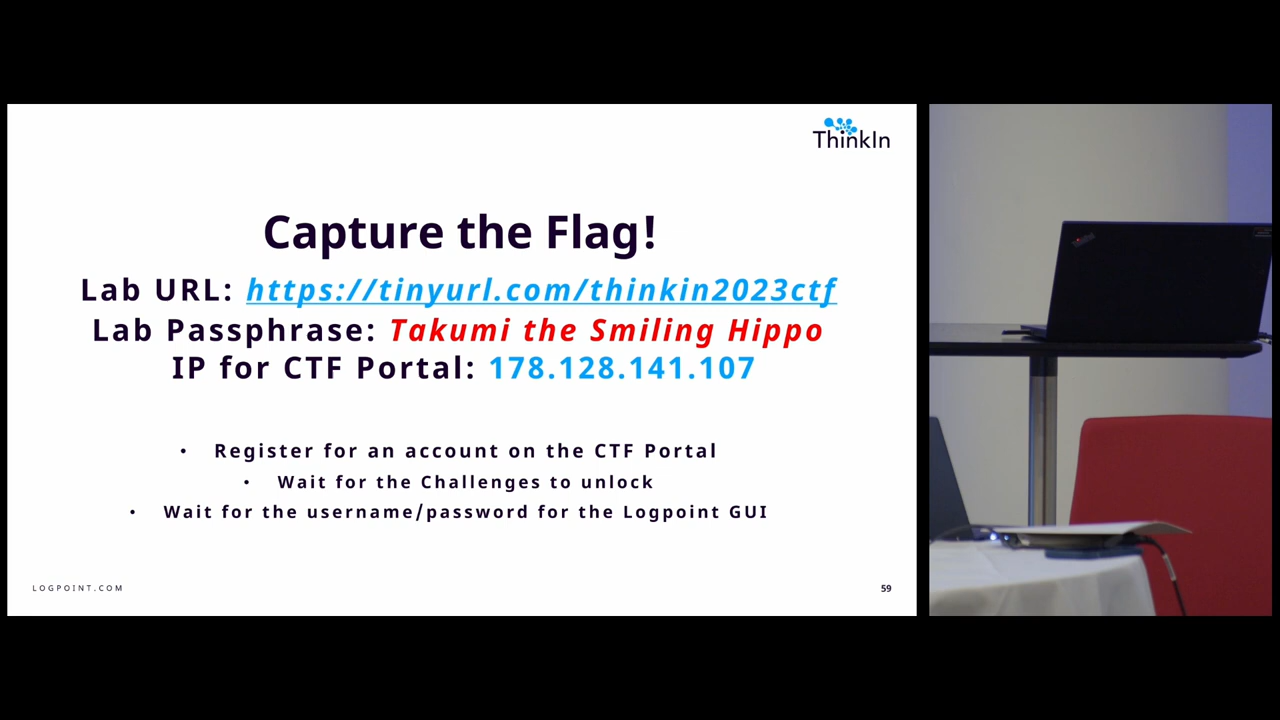 ThinkIn
Capture the Flag!
Lab URL: https://tinyurl.com/thinkin2023ctf
Lab Passphrase: Takumi the Smiling Hippo
IP for CTF Portal: 178.128.141.107
• Register for an account on the CTF Portal
• Wait for the Challenges to unlock
• Wait for the username/password for the Logpoint GUI
LOGPOINT.COM
59
ThinkPad